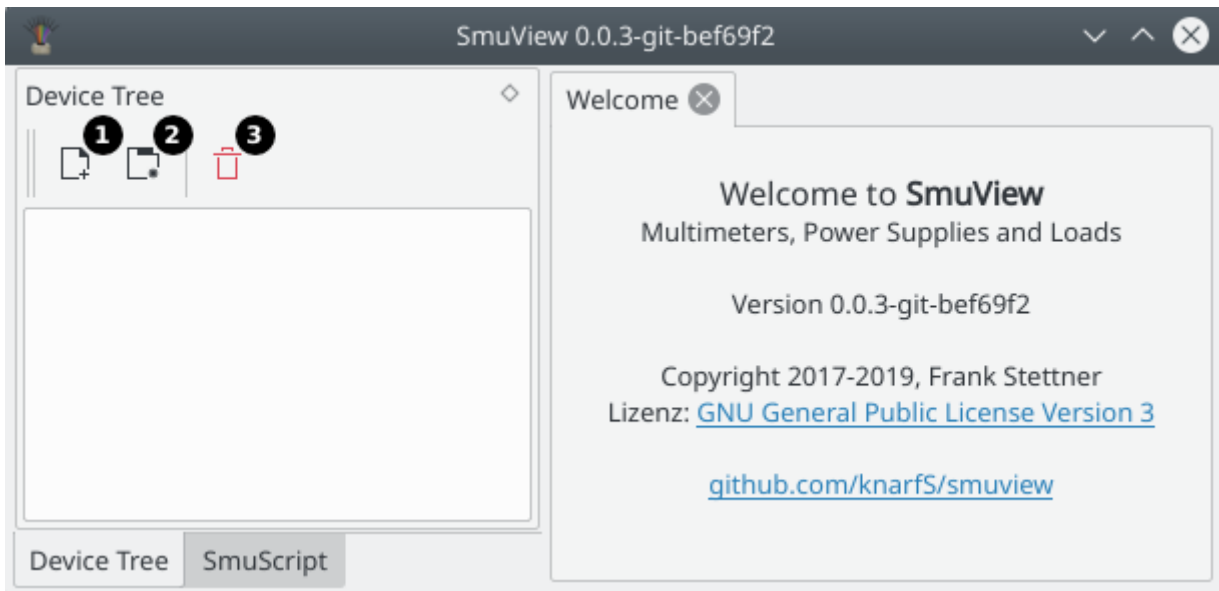 SmuView 0.0.3-git-bef69f2
Device Tree
1 2 3
Device Tree SmuScript
Welcome
Welcome to SmuView
Multimeters, Power Supplies and Loads
Version 0.0.3-git-bef69f2
Copyright 2017-2019, Frank Stettner
Lizenz: GNU General Public License Version 3
github.com/knarfS/smuview